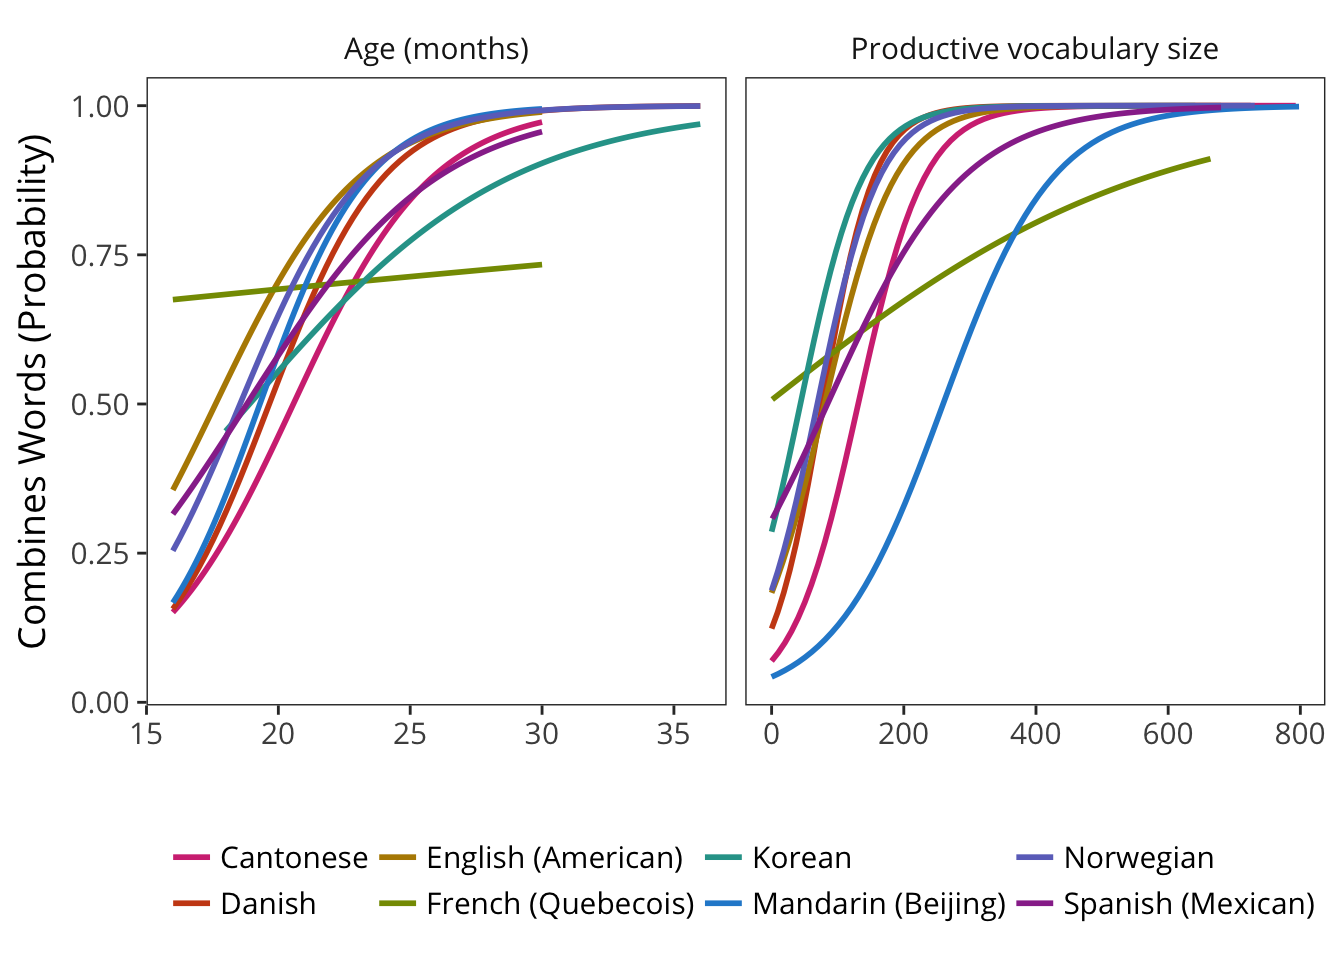 Age (months)
Productive vocabulary size
Combines Words (Probability)
1.00
0.75
0.50
0.25
0.00
15 20 25 30 35
0 200 400 600 800
Cantonese English (American) Korean Norwegian
Danish French (Quebecois) Mandarin (Beijing) Spanish (Mexican)